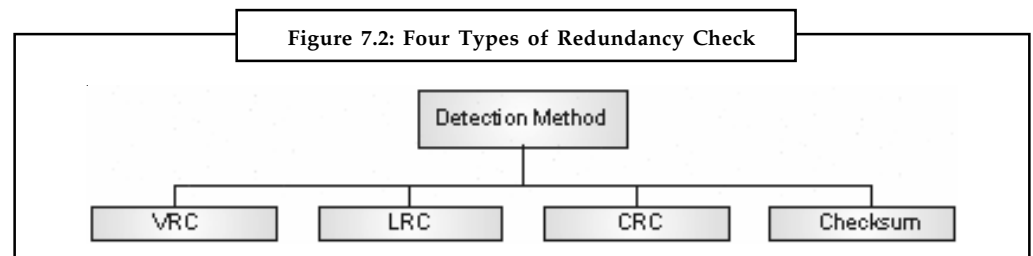 Figure 7.2: Four Types of Redundancy Check
Detection Method
VRC LRC CRC Checksum